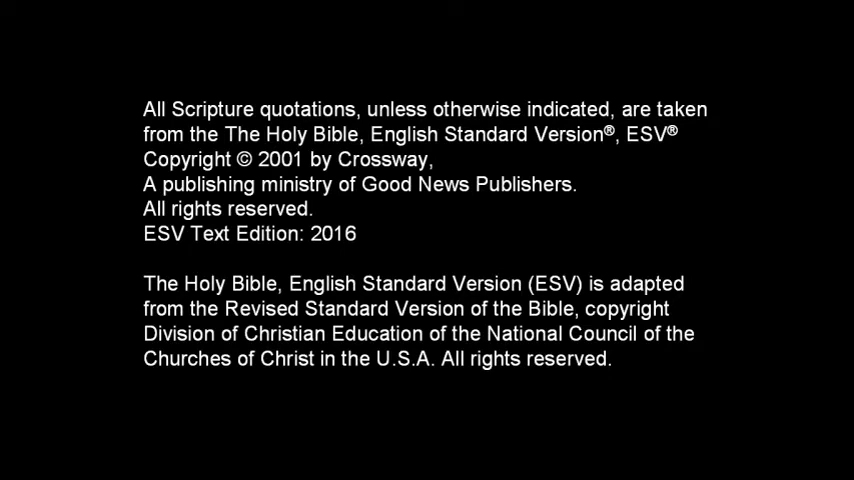 All Scripture quotations, unless otherwise indicated, are taken
from the The Holy Bible, English Standard Version®, ESV®
Copyright © 2001 by Crossway,
A publishing ministry of Good News Publishers.
All rights reserved.
ESV Text Edition: 2016
The Holy Bible, English Standard Version (ESV) is adapted
from the Revised Standard Version of the Bible, copyright
Division of Christian Education of the National Council of the
Churches of Christ in the U.S.A. All rights reserved.